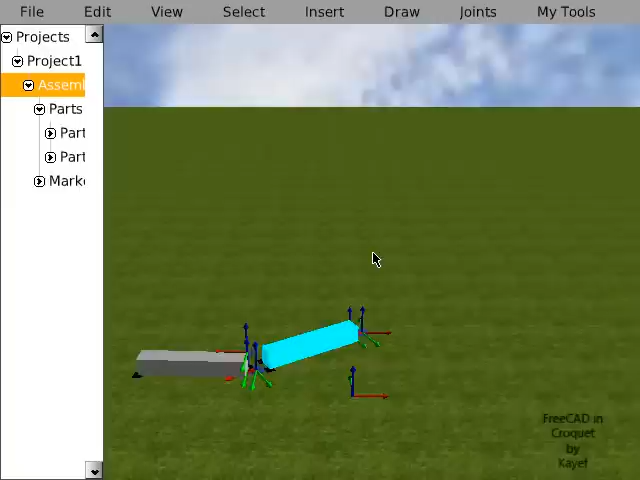 File Edit View Select Insert Draw Joints My Tools
Projects
Project1
Assem
Parts
Part
Part
Mark
FreeCAD in
Croquet
by
Kayef